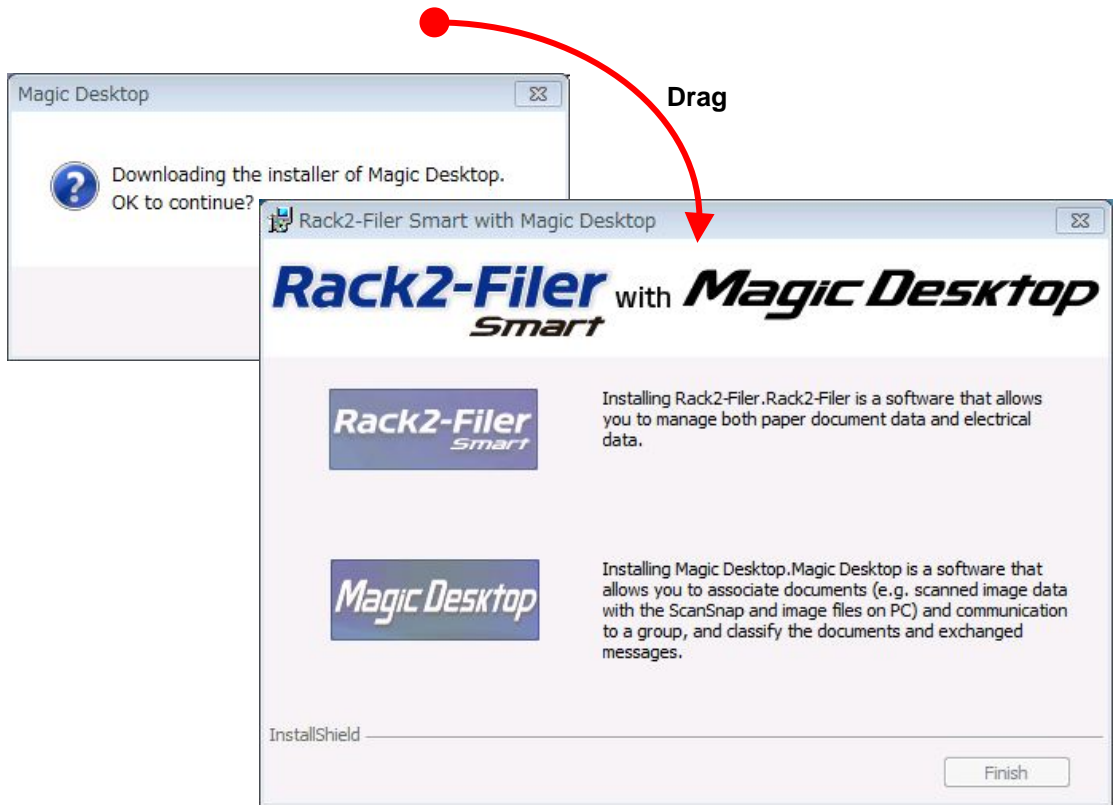 Drag
Magic Desktop
Downloading the installer of Magic Desktop.
OK to continue?
Rack2-Filer Smart with Magic Desktop
Rack2-Filer Smart with Magic Desktop
Rack2-Filer
Smart
Installing Rack2-Filer.Rack2-Filer is a software that allows
you to manage both paper document data and electrical
data.
Magic Desktop
Installing Magic Desktop.Magic Desktop is a software that
allows you to associate documents (e.g. scanned image data
with the ScanSnap and image files on PC) and communication
to a group, and classify the documents and exchanged
messages.
InstallShield
Finish